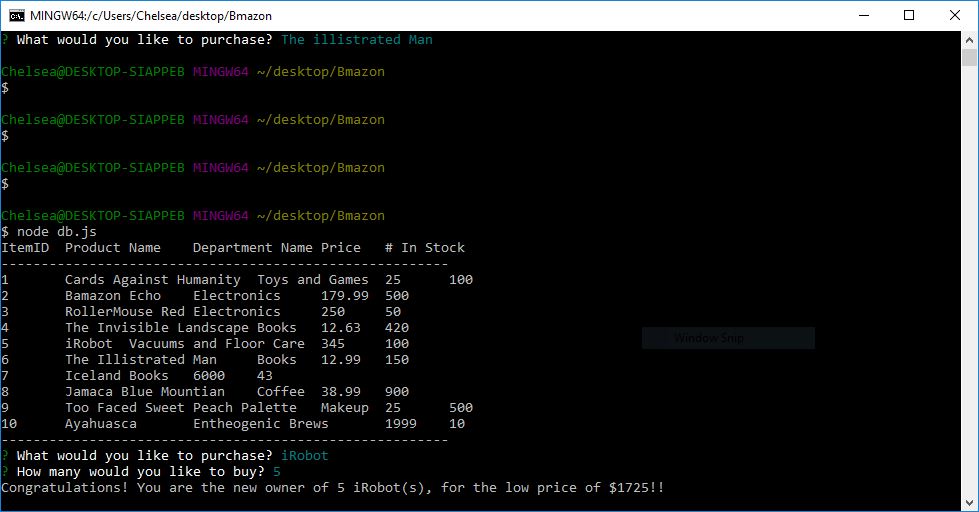 MINGW64:/c/Users/Chelsea/desktop/Bmazon
? What would you like to purchase? The illistrated Man
Chelsea@DESKTOP-SIAPPEB MINGW64 ~/desktop/Bmazon
$
Chelsea@DESKTOP-SIAPPEB MINGW64 ~/desktop/Bmazon
$
Chelsea@DESKTOP-SIAPPEB MINGW64 ~/desktop/Bmazon
$
Chelsea@DESKTOP-SIAPPEB MINGW64 ~/desktop/Bmazon
$ node db.js
ItemID  Product Name    Department Name Price   # In Stock
--------------------------------------------------------
1       Cards Against Humanity  Toys and Games  25      100
2       Bamazon Echo    Electronics     179.99  500
3       RollerMouse Red Electronics     250     50
4       The Invisible Landscape Books   12.63   420
5       iRobot  Vacuums and Floor Care  345     100
6       The Illistrated Man     Books   12.99   150
7       Iceland Books   6000    43
8       Jamaca Blue Mountian    Coffee  38.99   900
9       Too Faced Sweet Peach Palette   Makeup  25      500
10      Ayahuasca       Entheogenic Brews       1999    10
--------------------------------------------------------
? What would you like to purchase? iRobot
? How many would you like to buy? 5
Congratulations! You are the new owner of 5 iRobot(s), for the low price of $1725!!
Window Snip